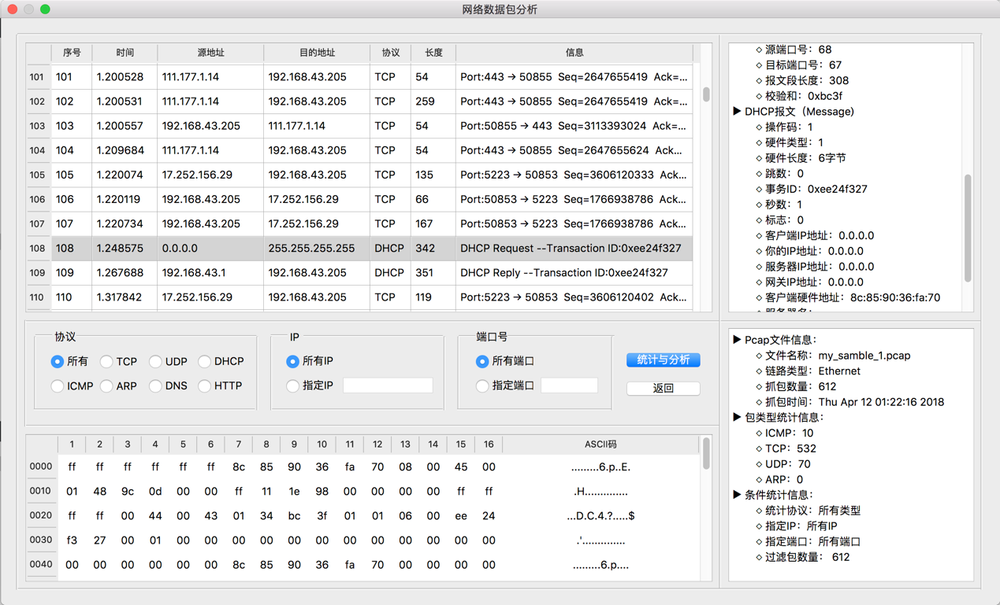 网络数据包分析
序号 时间 源地址 目的地址 协议 长度 信息
101 101 1.200528 111.177.1.14 192.168.43.205 TCP 54 Port:443 → 50855 Seq=2647655419 Ack=...
102 102 1.200531 111.177.1.14 192.168.43.205 TCP 259 Port:443 → 50855 Seq=2647655419 Ack=...
103 103 1.200557 192.168.43.205 111.177.1.14 TCP 54 Port:50855 → 443 Seq=3113393024 Ack=...
104 104 1.209684 111.177.1.14 192.168.43.205 TCP 54 Port:443 → 50855 Seq=2647655624 Ack...
105 105 1.220074 17.252.156.29 192.168.43.205 TCP 135 Port:5223 → 50853 Seq=3606120333 Ack...
106 106 1.220119 192.168.43.205 17.252.156.29 TCP 66 Port:50853 → 5223 Seq=1766938786 Ack...
107 107 1.220734 192.168.43.205 17.252.156.29 TCP 167 Port:50853 → 5223 Seq=1766938786 Ack...
108 108 1.248575 0.0.0.0 255.255.255.255 DHCP 342 DHCP Request --Transaction ID:0xee24f327
109 109 1.267688 192.168.43.1 192.168.43.205 DHCP 351 DHCP Reply --Transaction ID:0xee24f327
110 110 1.317842 17.252.156.29 192.168.43.205 TCP 119 Port:5223 → 50853 Seq=3606120402 Ack...
◇ 源端口号：68
◇ 目标端口号：67
◇ 报文段长度：308
◇ 校验和：0xbc3f
▶ DHCP报文（Message)
◇ 操作码：1
◇ 硬件类型：1
◇ 硬件长度：6字节
◇ 跳数：0
◇ 事务ID：0xee24f327
◇ 秒数：1
◇ 标志：0
◇ 客户端IP地址：0.0.0.0
◇ 你的IP地址：0.0.0.0
◇ 服务器IP地址：0.0.0.0
◇ 网关IP地址：0.0.0.0
◇ 客户端硬件地址：8c:85:90:36:fa:70
◇ 服务器名：
协议
所有 TCP UDP DHCP
ICMP ARP DNS HTTP
IP
所有IP
指定IP
端口号
所有端口
指定端口
统计与分析
返回
1 2 3 4 5 6 7 8 9 10 11 12 13 14 15 16 ASCII码
0000 ff ff ff ff ff ff 8c 85 90 36 fa 70 08 00 45 00 .........6.p..E.
0010 01 48 9c 0d 00 00 ff 11 1e 98 00 00 00 00 ff ff .H..............
0020 ff ff 00 44 00 43 01 34 bc 3f 01 01 06 00 ee 24 ...D.C.4.?.....$
0030 f3 27 00 01 00 00 00 00 00 00 00 00 00 00 00 00 .'..............
0040 00 00 00 00 00 00 8c 85 90 36 fa 70 00 00 00 00 .........6.p....
▶ Pcap文件信息：
◇ 文件名称：my_samble_1.pcap
◇ 链路类型：Ethernet
◇ 抓包数量：612
◇ 抓包时间：Thu Apr 12 01:22:16 2018
▶ 包类型统计信息：
◇ ICMP：10
◇ TCP：532
◇ UDP：70
◇ ARP：0
▶ 条件统计信息：
◇ 统计协议：所有类型
◇ 指定IP：所有IP
◇ 指定端口：所有端口
◇ 过滤包数量： 612